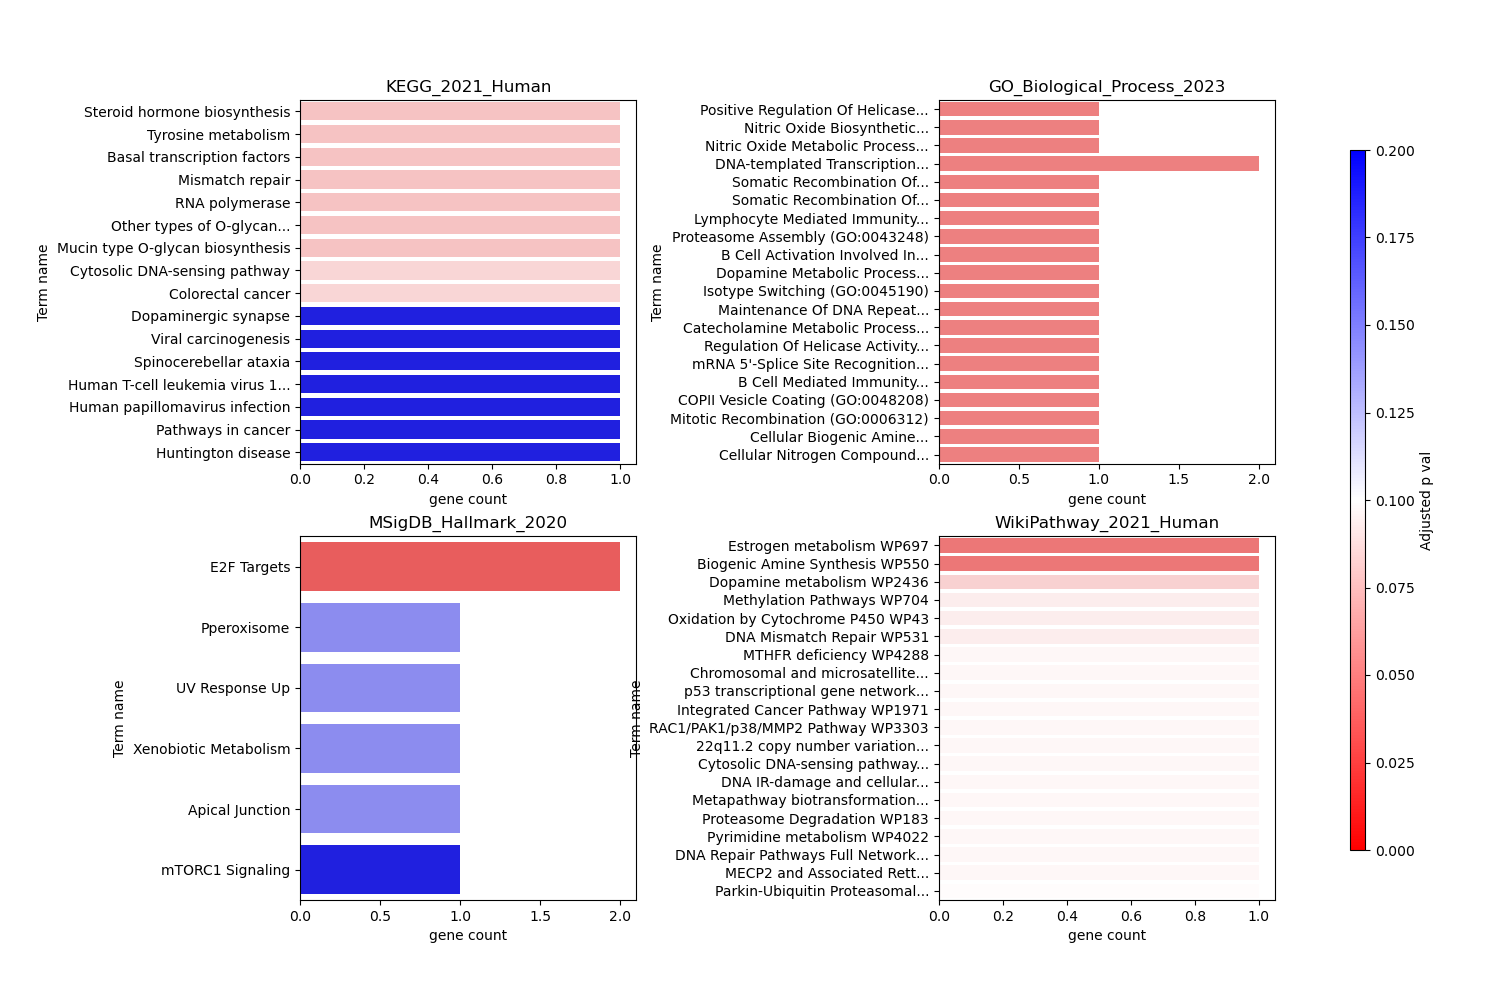 KEGG_2021_Human
Term name
Steroid hormone biosynthesis
Tyrosine metabolism
Basal transcription factors
Mismatch repair
RNA polymerase
Other types of O-glycan...
Mucin type O-glycan biosynthesis
Cytosolic DNA-sensing pathway
Colorectal cancer
Dopaminergic synapse
Viral carcinogenesis
Spinocerebellar ataxia
Human T-cell leukemia virus 1...
Human papillomavirus infection
Pathways in cancer
Huntington disease
0.0 0.2 0.4 0.6 0.8 1.0
gene count
GO_Biological_Process_2023
Term name
Positive Regulation Of Helicase...
Nitric Oxide Biosynthetic...
Nitric Oxide Metabolic Process...
DNA-templated Transcription...
Somatic Recombination Of...
Somatic Recombination Of...
Lymphocyte Mediated Immunity...
Proteasome Assembly (GO:0043248)
B Cell Activation Involved In...
Dopamine Metabolic Process...
Isotype Switching (GO:0045190)
Maintenance Of DNA Repeat...
Catecholamine Metabolic Process...
Regulation Of Helicase Activity...
mRNA 5'-Splice Site Recognition...
B Cell Mediated Immunity...
COPII Vesicle Coating (GO:0048208)
Mitotic Recombination (GO:0006312)
Cellular Biogenic Amine...
Cellular Nitrogen Compound...
0.0 0.5 1.0 1.5 2.0
gene count
MSigDB_Hallmark_2020
Term name
E2F Targets
Pperoxisome
UV Response Up
Xenobiotic Metabolism
Apical Junction
mTORC1 Signaling
0.0 0.5 1.0 1.5 2.0
gene count
WikiPathway_2021_Human
Term name
Estrogen metabolism WP697
Biogenic Amine Synthesis WP550
Dopamine metabolism WP2436
Methylation Pathways WP704
Oxidation by Cytochrome P450 WP43
DNA Mismatch Repair WP531
MTHFR deficiency WP4288
Chromosomal and microsatellite...
p53 transcriptional gene network...
Integrated Cancer Pathway WP1971
RAC1/PAK1/p38/MMP2 Pathway WP3303
22q11.2 copy number variation...
Cytosolic DNA-sensing pathway...
DNA IR-damage and cellular...
Metapathway biotransformation...
Proteasome Degradation WP183
Pyrimidine metabolism WP4022
DNA Repair Pathways Full Network...
MECP2 and Associated Rett...
Parkin-Ubiquitin Proteasomal...
0.0 0.2 0.4 0.6 0.8 1.0
gene count
0.200
0.175
0.150
0.125
0.100
0.075
0.050
0.025
0.000
Adjusted p val